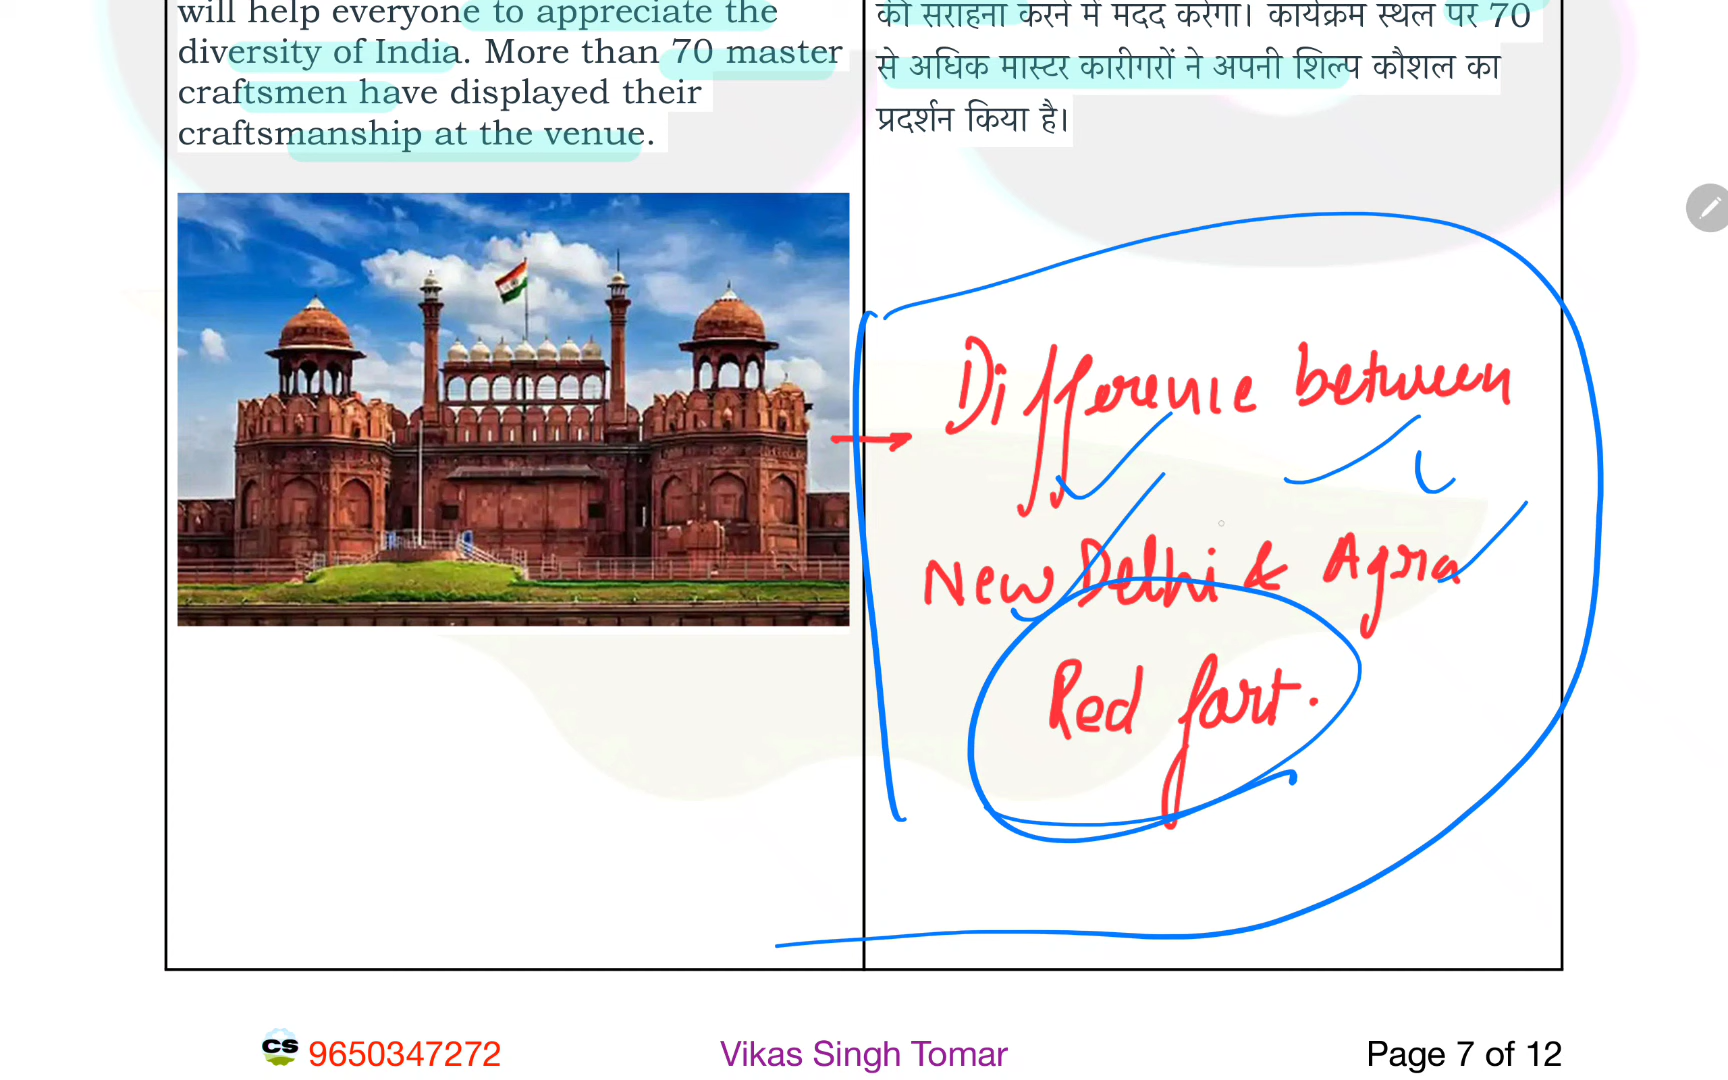 will help everyone to appreciate the
diversity of India. More than 70 master
craftsmen have displayed their
craftsmanship at the venue.
की सराहना करने में मदद करेगा। कार्यक्रम स्थल पर 70
से अधिक मास्टर कारीगरों ने अपनी शिल्प कौशल का
प्रदर्शन किया है।
Difference between
New Delhi & Agra
Red fort.
CS 9650347272
Vikas Singh Tomar
Page 7 of 12